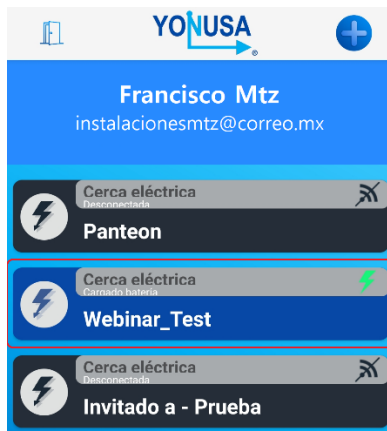 YONUSA
Francisco Mtz
instalacionesmtz@correo.mx
Cerca eléctrica
Desconectada
Panteon
Cerca eléctrica
Cargado bateria
Webinar_Test
Cerca eléctrica
Desconectada
Invitado a - Prueba